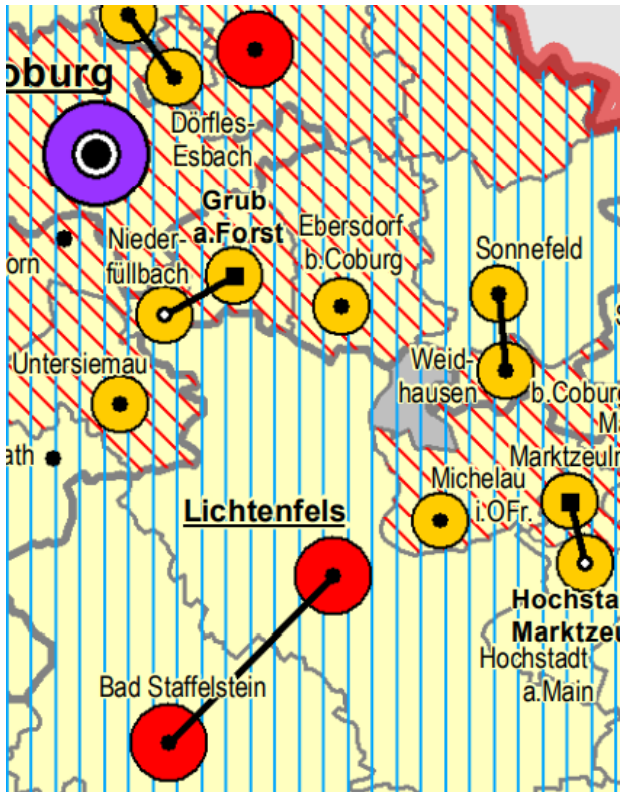 oburg
Dörfles-
Esbach
Grub
a.Forst
Nieder-
füllbach
Ebersdorf
b.Coburg
Sonnefeld
orn
S
Untersiemau
Weid-
hausen
b.Coburg
Ma
ath
Marktzeuln
Michelau
i.OFr.
Lichtenfels
Hochsta
Marktzeu
Hochstadt
a.Main
Bad Staffelstein